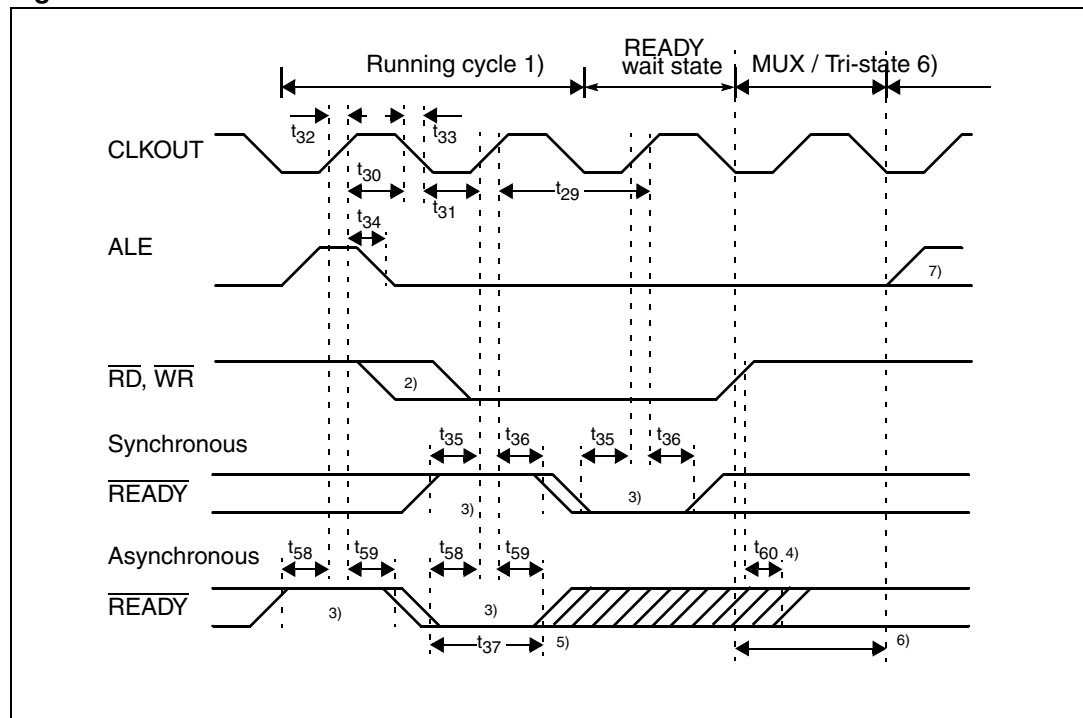 READY
Running cycle 1) wait state MUX / Tri-state 6)
t32 t33
CLKOUT
t30
t31 t29
t34
ALE
7)
RD, WR 2)
t35 t36 t35 t36
Synchronous
READY
3) 3)
Asynchronous t58 t59 t58 t59 t60 4)
READY 3) 3)
t37 5) 6)